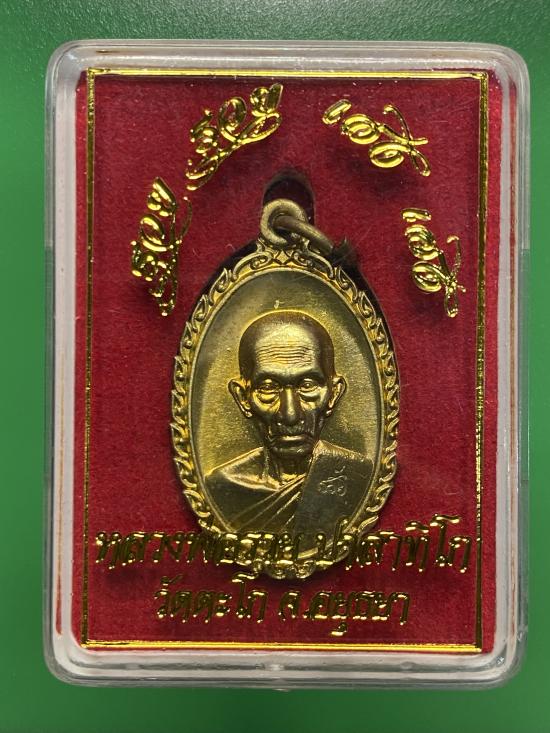 รวย รวย เฮง เฮง
หลวงพ่อรวย ปาสาทิโก
วัดตะโก จ.อยุธยา